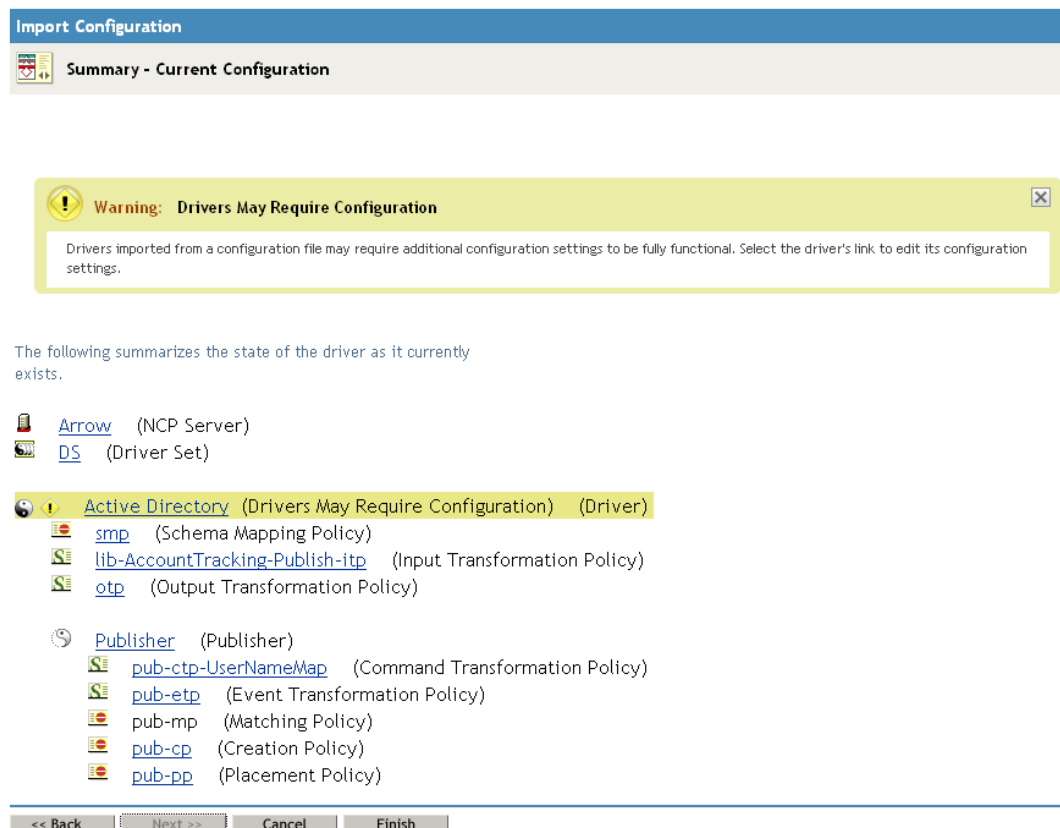 Import Configuration
Summary - Current Configuration
Warning: Drivers May Require Configuration
Drivers imported from a configuration file may require additional configuration settings to be fully functional. Select the driver's link to edit its configuration
settings.
The following summarizes the state of the driver as it currently
exists.
Arrow (NCP Server)
DS (Driver Set)
Active Directory (Drivers May Require Configuration) (Driver)
smp (Schema Mapping Policy)
lib-AccountTracking-Publish-itp (Input Transformation Policy)
otp (Output Transformation Policy)
Publisher (Publisher)
pub-ctp-UserNameMap (Command Transformation Policy)
pub-etp (Event Transformation Policy)
pub-mp (Matching Policy)
pub-cp (Creation Policy)
pub-pp (Placement Policy)
<< Back Next >> Cancel Finish